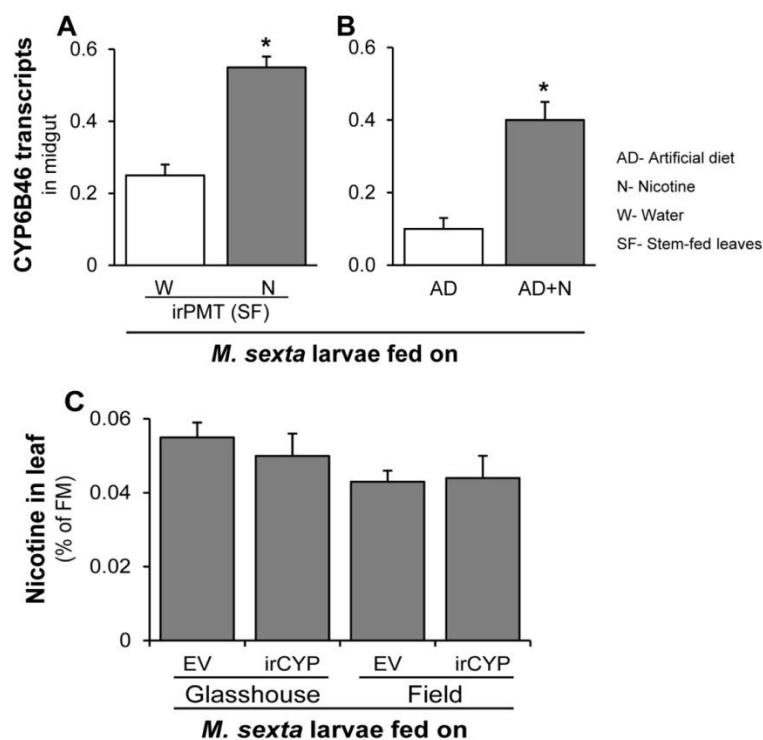 A
CYP6B46 transcripts
in midgut
0.6
0.4
0.2
0
*
W
N
irPMT (SF)
B
0.6
0.4
0.2
0.0
*
AD
AD+N
M. sexta larvae fed on
AD- Artificial diet
N- Nicotine
W- Water
SF- Stem-fed leaves
C
Nicotine in leaf
(% of FM)
0.06
0.04
0.02
0
EV
irCYP
EV
irCYP
Glasshouse
Field
M. sexta larvae fed on